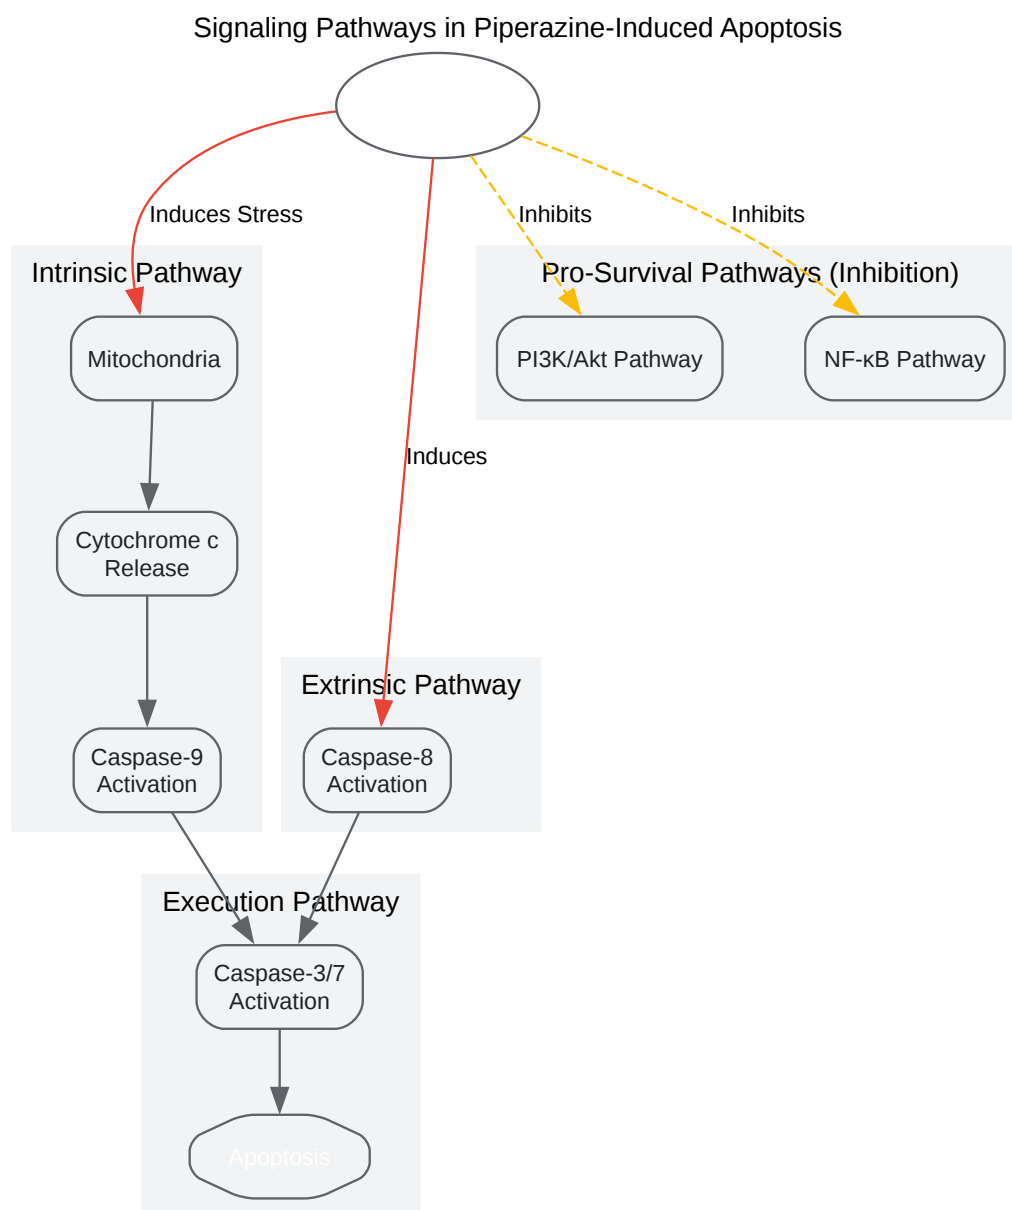 Signaling Pathways in Piperazine-Induced Apoptosis
Induces Stress
Inhibits
Inhibits
Intrinsic Pathway
Pro-Survival Pathways (Inhibition)
Mitochondria
PI3K/Akt Pathway
NF-κB Pathway
Induces
Cytochrome c
Release
Extrinsic Pathway
Caspase-9
Activation
Caspase-8
Activation
Execution Pathway
Caspase-3/7
Activation
Apoptosis